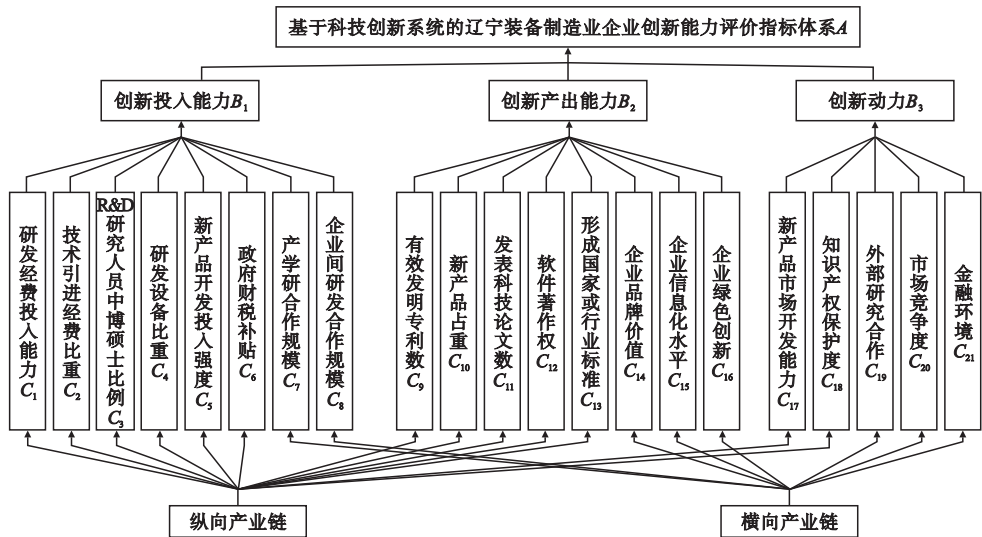 基于科技创新系统的辽宁装备制造业企业创新能力评价指标体系A
创新投入能力B₁
创新产出能力B₂
创新动力B₃
研发经费投入能力C₁
技术引进经费比重C₂
R&D研究人员中博硕士比例C₃
研发设备比重C₄
新产品开发投入强度C₅
政府财税补贴C₆
产学研合作规模C₇
企业间研发合作规模C₈
有效发明专利数C₉
新产品占重C₁₀
发表科技论文数C₁₁
软件著作权C₁₂
形成国家或行业标准C₁₃
企业品牌价值C₁₄
企业信息化水平C₁₅
企业绿色创新C₁₆
新产品市场开发能力C₁₇
知识产权保护度C₁₈
外部研究合作C₁₉
市场竞争度C₂₀
金融环境C₂₁
纵向产业链
横向产业链